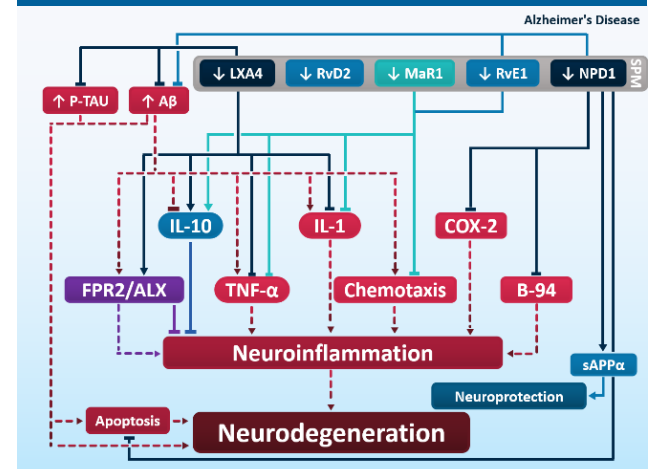 Alzheimer's Disease
↓ LXA4
↓ RvD2
↓ MaR1
↓ RvE1
↓ NPD1
SPM
↑ P-TAU
↑ Aβ
IL-10
IL-1
COX-2
FPR2/ALX
TNF-α
Chemotaxis
B-94
Neuroinflammation
sAPPα
Neuroprotection
Apoptosis
Neurodegeneration